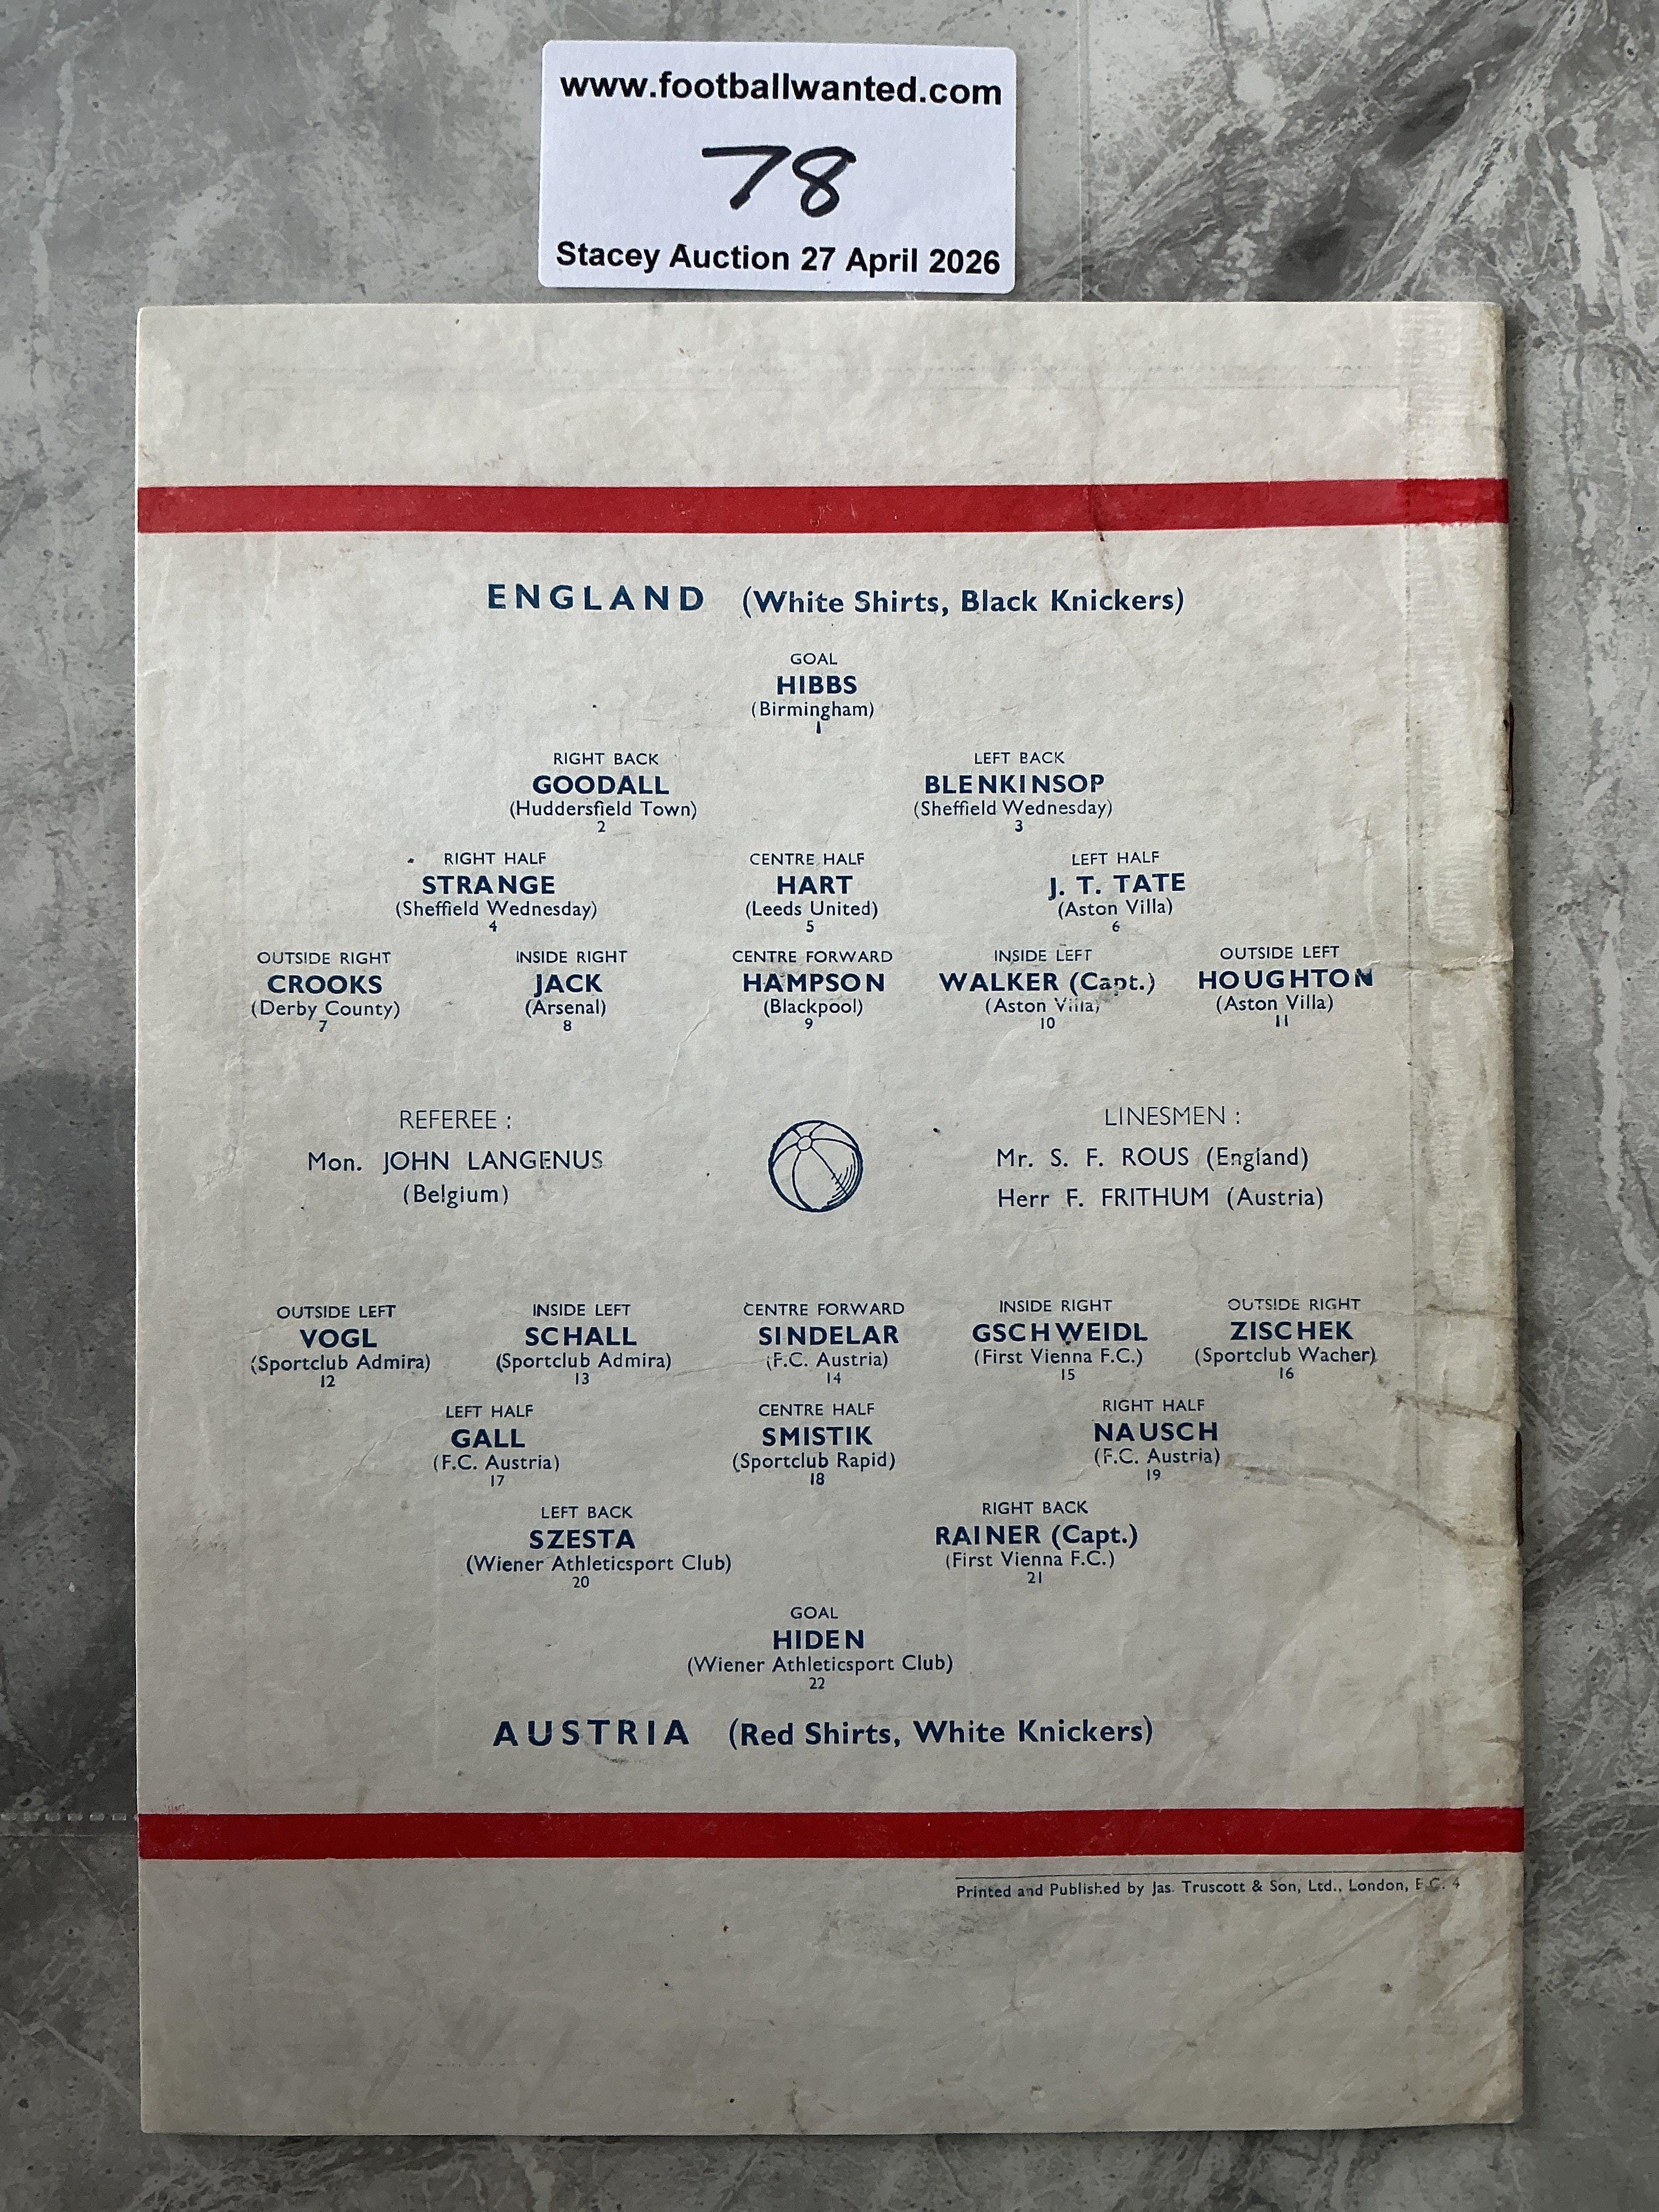 www.footballwanted.com
78
Stacey Auction 27 April 2026
ENGLAND (White Shirts, Black Knickers)
GOAL
HIBBS
(Birmingham)
1
RIGHT BACK LEFT BACK
GOODALL BLENKINSOP
(Huddersfield Town) (Sheffield Wednesday)
2 3
RIGHT HALF CENTRE HALF LEFT HALF
STRANGE HART J. T. TATE
(Sheffield Wednesday) (Leeds United) (Aston Villa)
4 5 6
OUTSIDE RIGHT INSIDE RIGHT CENTRE FORWARD INSIDE LEFT OUTSIDE LEFT
CROOKS JACK HAMPSON WALKER (Capt.) HOUGHTON
(Derby County) (Arsenal) (Blackpool) (Aston Villa) (Aston Villa)
7 8 9 10 11
REFEREE : LINESMEN :
Mon. JOHN LANGENUS Mr. S. F. ROUS (England)
(Belgium) Herr F. FRITHUM (Austria)
OUTSIDE LEFT INSIDE LEFT CENTRE FORWARD INSIDE RIGHT OUTSIDE RIGHT
VOGL SCHALL SINDELAR GSCHWEIDL ZISCHEK
(Sportclub Admira) (Sportclub Admira) (F.C. Austria) (First Vienna F.C.) (Sportclub Wacher)
12 13 14 15 16
LEFT HALF CENTRE HALF RIGHT HALF
GALL SMISTIK NAUSCH
(F.C. Austria) (Sportclub Rapid) (F.C. Austria)
17 18 19
LEFT BACK RIGHT BACK
SZESTA RAINER (Capt.)
(Wiener Athleticsport Club) (First Vienna F.C.)
20 21
GOAL
HIDEN
(Wiener Athleticsport Club)
22
AUSTRIA (Red Shirts, White Knickers)
Printed and Published by Jas. Truscott & Son, Ltd., London, E.C. 4